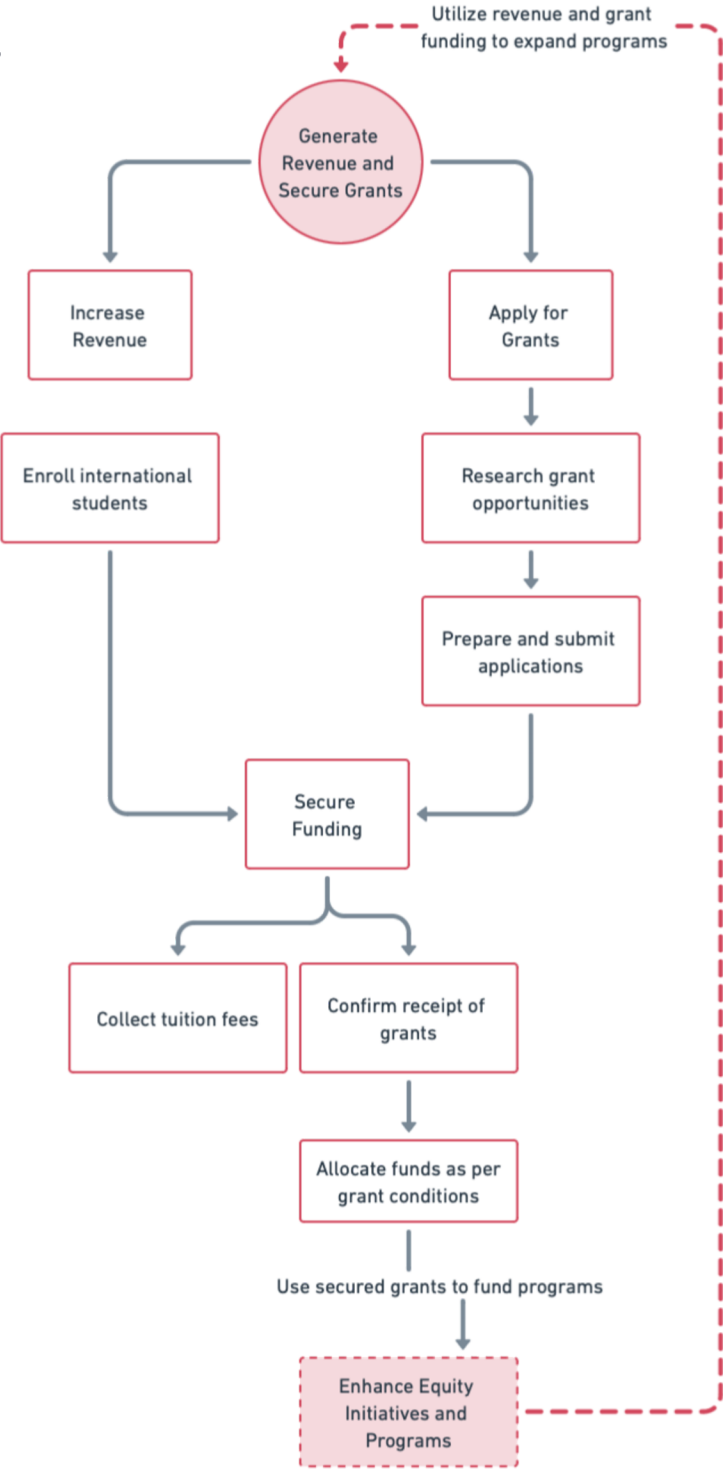 Utilize revenue and grant
funding to expand programs
Generate
Revenue and
Secure Grants
Increase
Revenue
Apply for
Grants
Enroll international
students
Research grant
opportunities
Prepare and submit
applications
Secure
Funding
Collect tuition fees
Confirm receipt of
grants
Allocate funds as per
grant conditions
Use secured grants to fund programs
Enhance Equity
Initiatives and
Programs